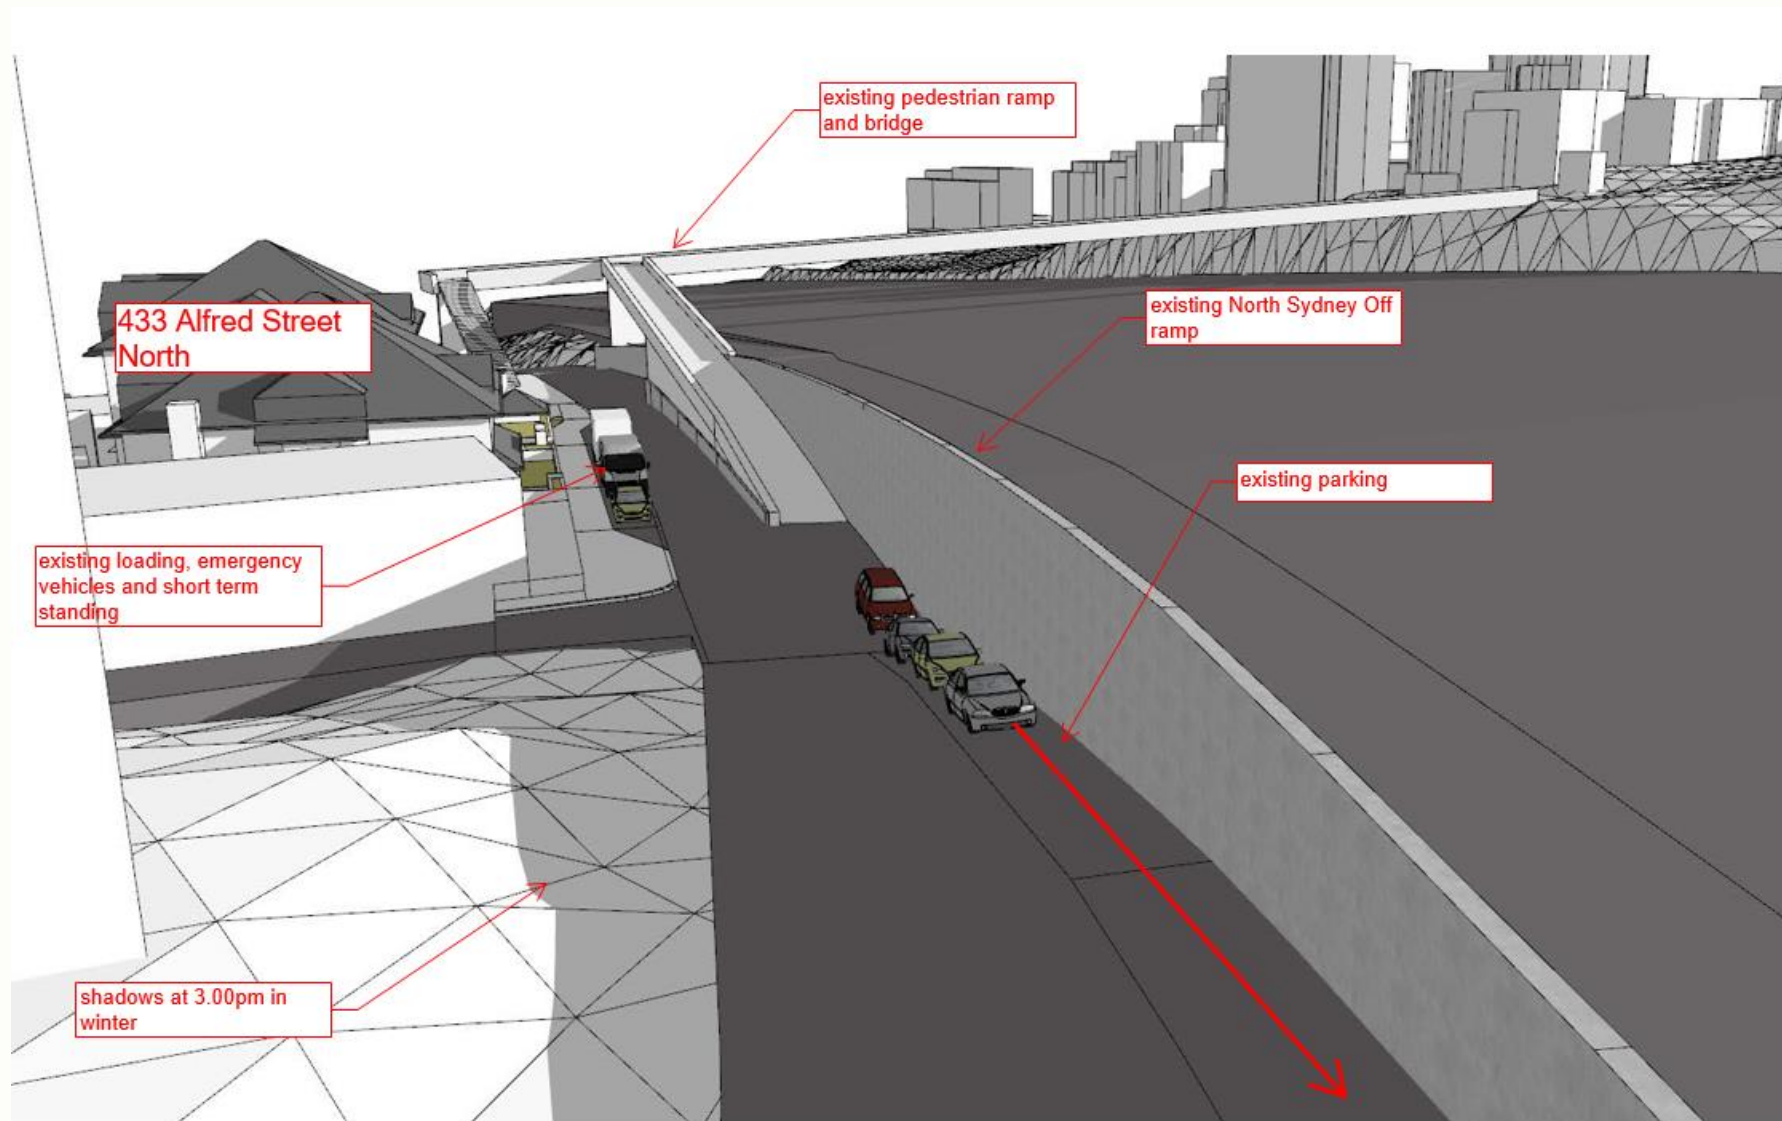 existing pedestrian ramp
and bridge
existing North Sydney Off
ramp
433 Alfred Street
North
existing parking
existing loading, emergency
vehicles and short term
standing
shadows at 3.00pm in
winter